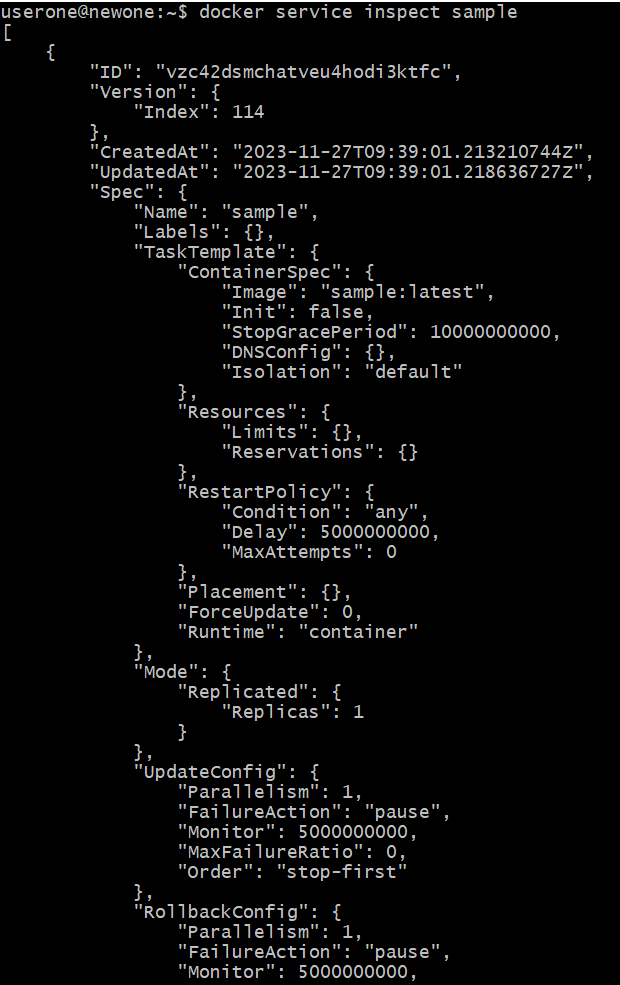 userone@newone:~$ docker service inspect sample
[
    {
        "ID": "vzc42dsmchatveu4hodi3ktfc",
        "Version": {
            "Index": 114
        },
        "CreatedAt": "2023-11-27T09:39:01.213210744Z",
        "UpdatedAt": "2023-11-27T09:39:01.218636727Z",
        "Spec": {
            "Name": "sample",
            "Labels": {},
            "TaskTemplate": {
                "ContainerSpec": {
                    "Image": "sample:latest",
                    "Init": false,
                    "StopGracePeriod": 10000000000,
                    "DNSConfig": {},
                    "Isolation": "default"
                },
                "Resources": {
                    "Limits": {},
                    "Reservations": {}
                },
                "RestartPolicy": {
                    "Condition": "any",
                    "Delay": 5000000000,
                    "MaxAttempts": 0
                },
                "Placement": {},
                "ForceUpdate": 0,
                "Runtime": "container"
            },
            "Mode": {
                "Replicated": {
                    "Replicas": 1
                }
            },
            "UpdateConfig": {
                "Parallelism": 1,
                "FailureAction": "pause",
                "Monitor": 5000000000,
                "MaxFailureRatio": 0,
                "Order": "stop-first"
            },
            "RollbackConfig": {
                "Parallelism": 1,
                "FailureAction": "pause",
                "Monitor": 5000000000,